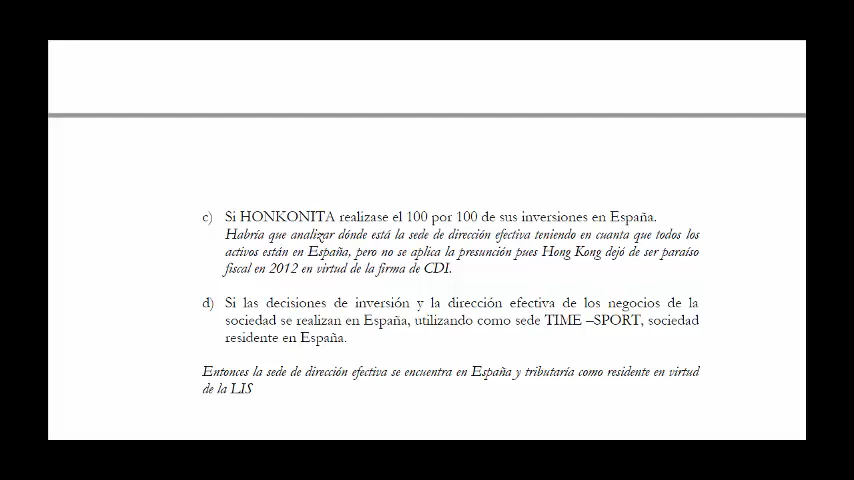 c) Si HONKONITA realizase el 100 por 100 de sus inversiones en España.
Habría que analizar dónde está la sede de dirección efectiva teniendo en cuanta que todos los
activos están en España, pero no se aplica la presunción pues Hong Kong dejó de ser paraíso
fiscal en 2012 en virtud de la firma de CDI.
d) Si las decisiones de inversión y la dirección efectiva de los negocios de la
sociedad se realizan en España, utilizando como sede TIME –SPORT, sociedad
residente en España.
Entonces la sede de dirección efectiva se encuentra en España y tributaría como residente en virtud
de la LIS